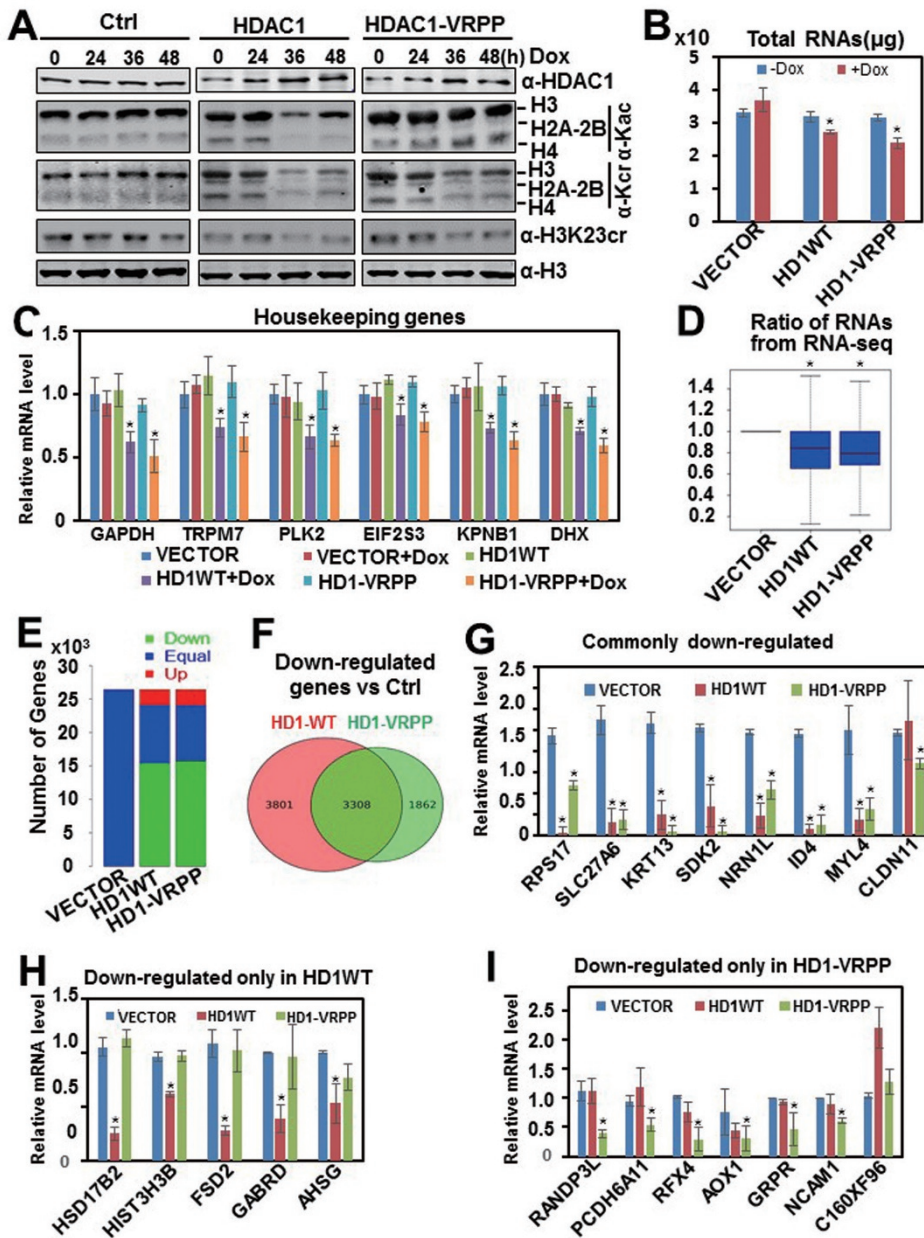 A
Ctrl
HDAC1
HDAC1-VRPP
0 24 36 48 0 24 36 48 0 24 36 48(h) Dox
α-HDAC1
H3
H2A-2B
H4
α-Kac
H3
H2A-2B
H4
α-Kcr
α-H3K23cr
α-H3
B
x10
Total RNAs(µg)
-Dox +Dox
10
8
6
4
2
0
*
*
VECTOR
HD1WT
HD1-VRPP
C
Housekeeping genes
Relative mRNA level
1.5
1.0
0.5
0
* * * * * * * * * * * *
GAPDH TRPM7 PLK2 EIF2S3 KPNB1 DHX
VECTOR VECTOR+Dox HD1WT
HD1WT+Dox HD1-VRPP HD1-VRPP+Dox
D
Ratio of RNAs
from RNA-seq
* *
1.4
1.2
1.0
0.8
0.6
0.4
0.2
VECTOR
HD1WT
HD1-VRPP
E
x10³
Down
Equal
Up
Number of Genes
30
25
20
15
10
5
0
VECTOR
HD1WT
HD1-VRPP
F
Down-regulated
genes vs Ctrl
HD1-WT HD1-VRPP
3801 3308 1862
G
Commonly down-regulated
Relative mRNA level
VECTOR HD1WT HD1-VRPP
1.5
1.0
0.5
0
* * * * * * * * * * * * * * *
RPS17
SLC27A6
KRT13
SDK2
NRN1L
ID4
MYL4
CLDN11
H
Down-regulated only in HD1WT
Relative mRNA level
VECTOR HD1WT HD1-VRPP
1.5
1.0
0.5
0
0
* * * * *
HSD17B2
HIST3H3B
FSD2
GABRD
AHSG
I
Down-regulated only in HD1-VRPP
Relative mRNA level
VECTOR HD1WT HD1-VRPP
2.5
2.0
1.5
1.0
0.5
0
* * * * * *
RANDP3L
PCDH6A11
RFX4
AOX1
GRPR
NCAM1
C160XF96